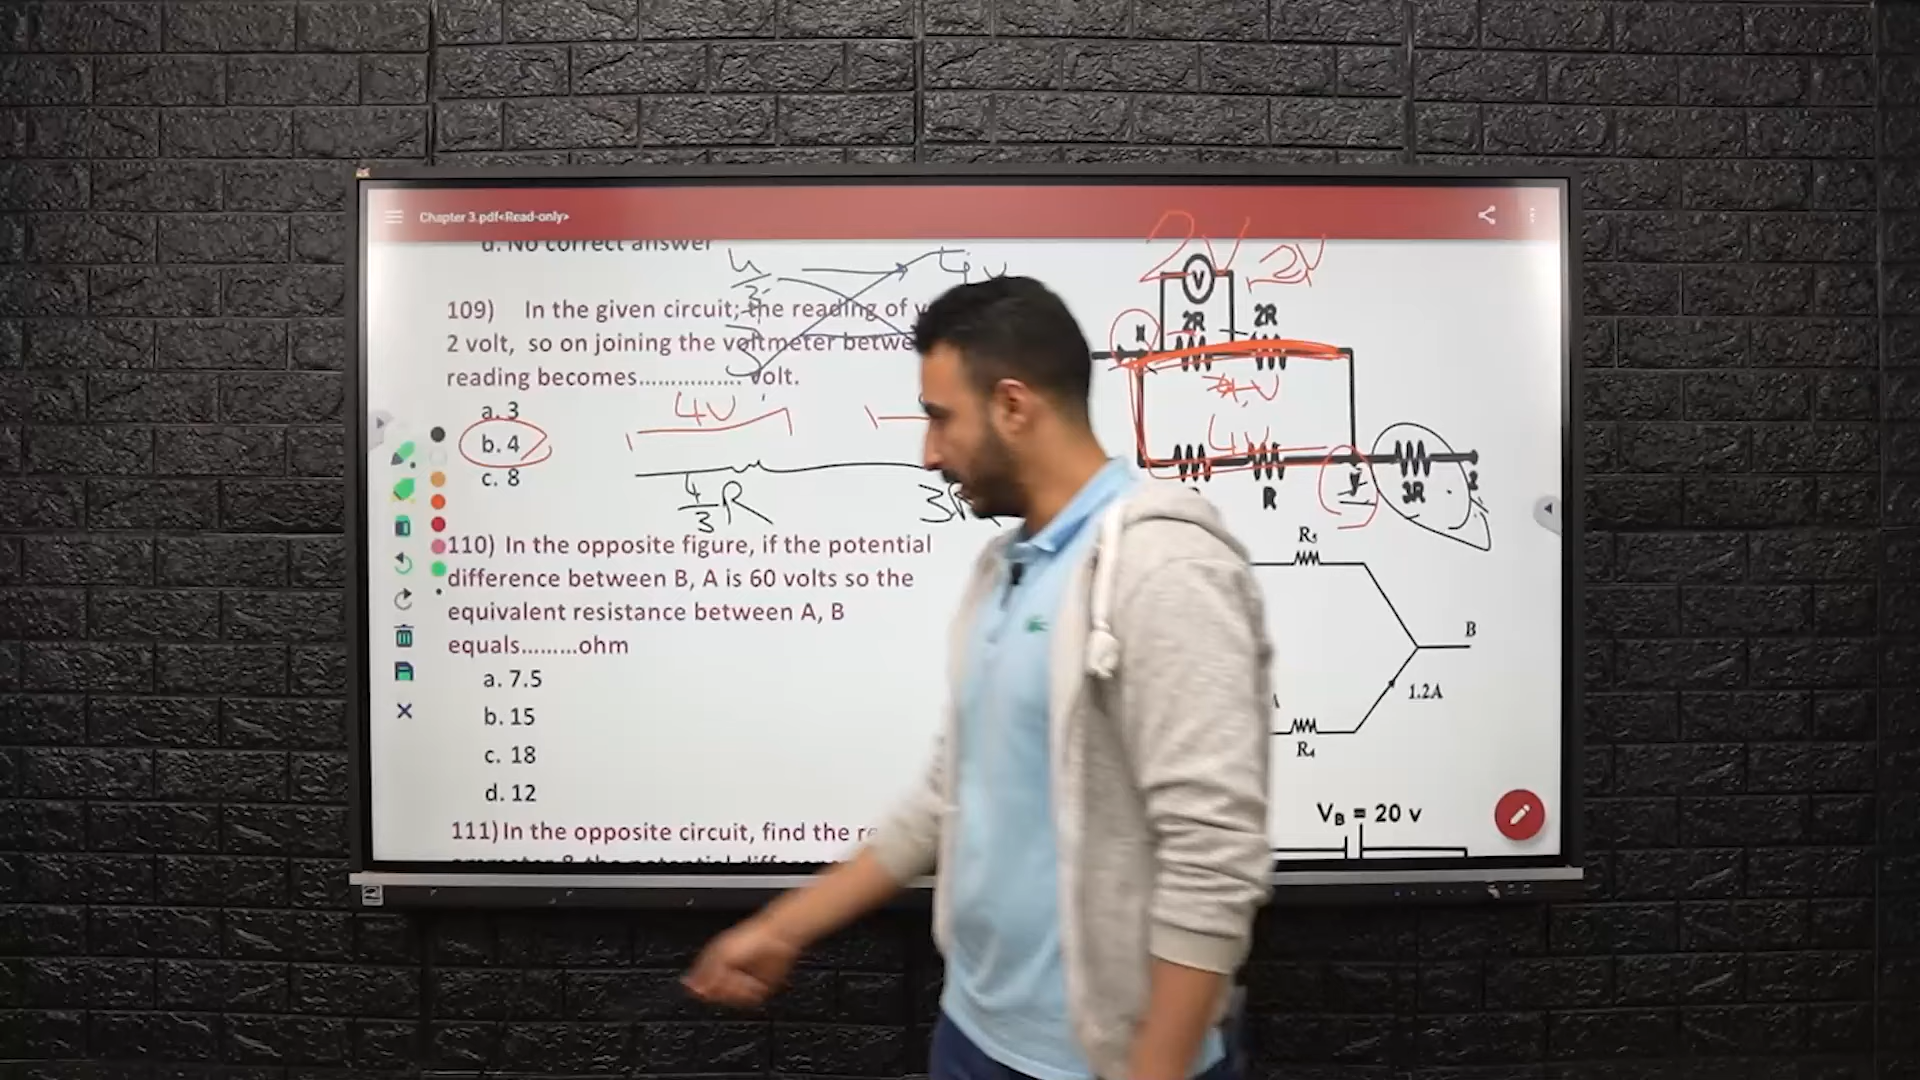 Chapter 3.pdf<Read-only>
d. No correct answer
109) In the given circuit; the reading of
2 volt, so on joining the voltmeter
reading becomes................ volt.
a. 3
b. 4
c. 8
4V
4/3 R
3R
2V
2V
V
2R
2R
x
4V
4V
R
y
3R
110) In the opposite figure, if the potential
difference between B, A is 60 volts so the
equivalent resistance between A, B
equals.........ohm
a. 7.5
b. 15
c. 18
d. 12
R5
B
1.2A
R4
111) In the opposite circuit, find the
VB = 20 v